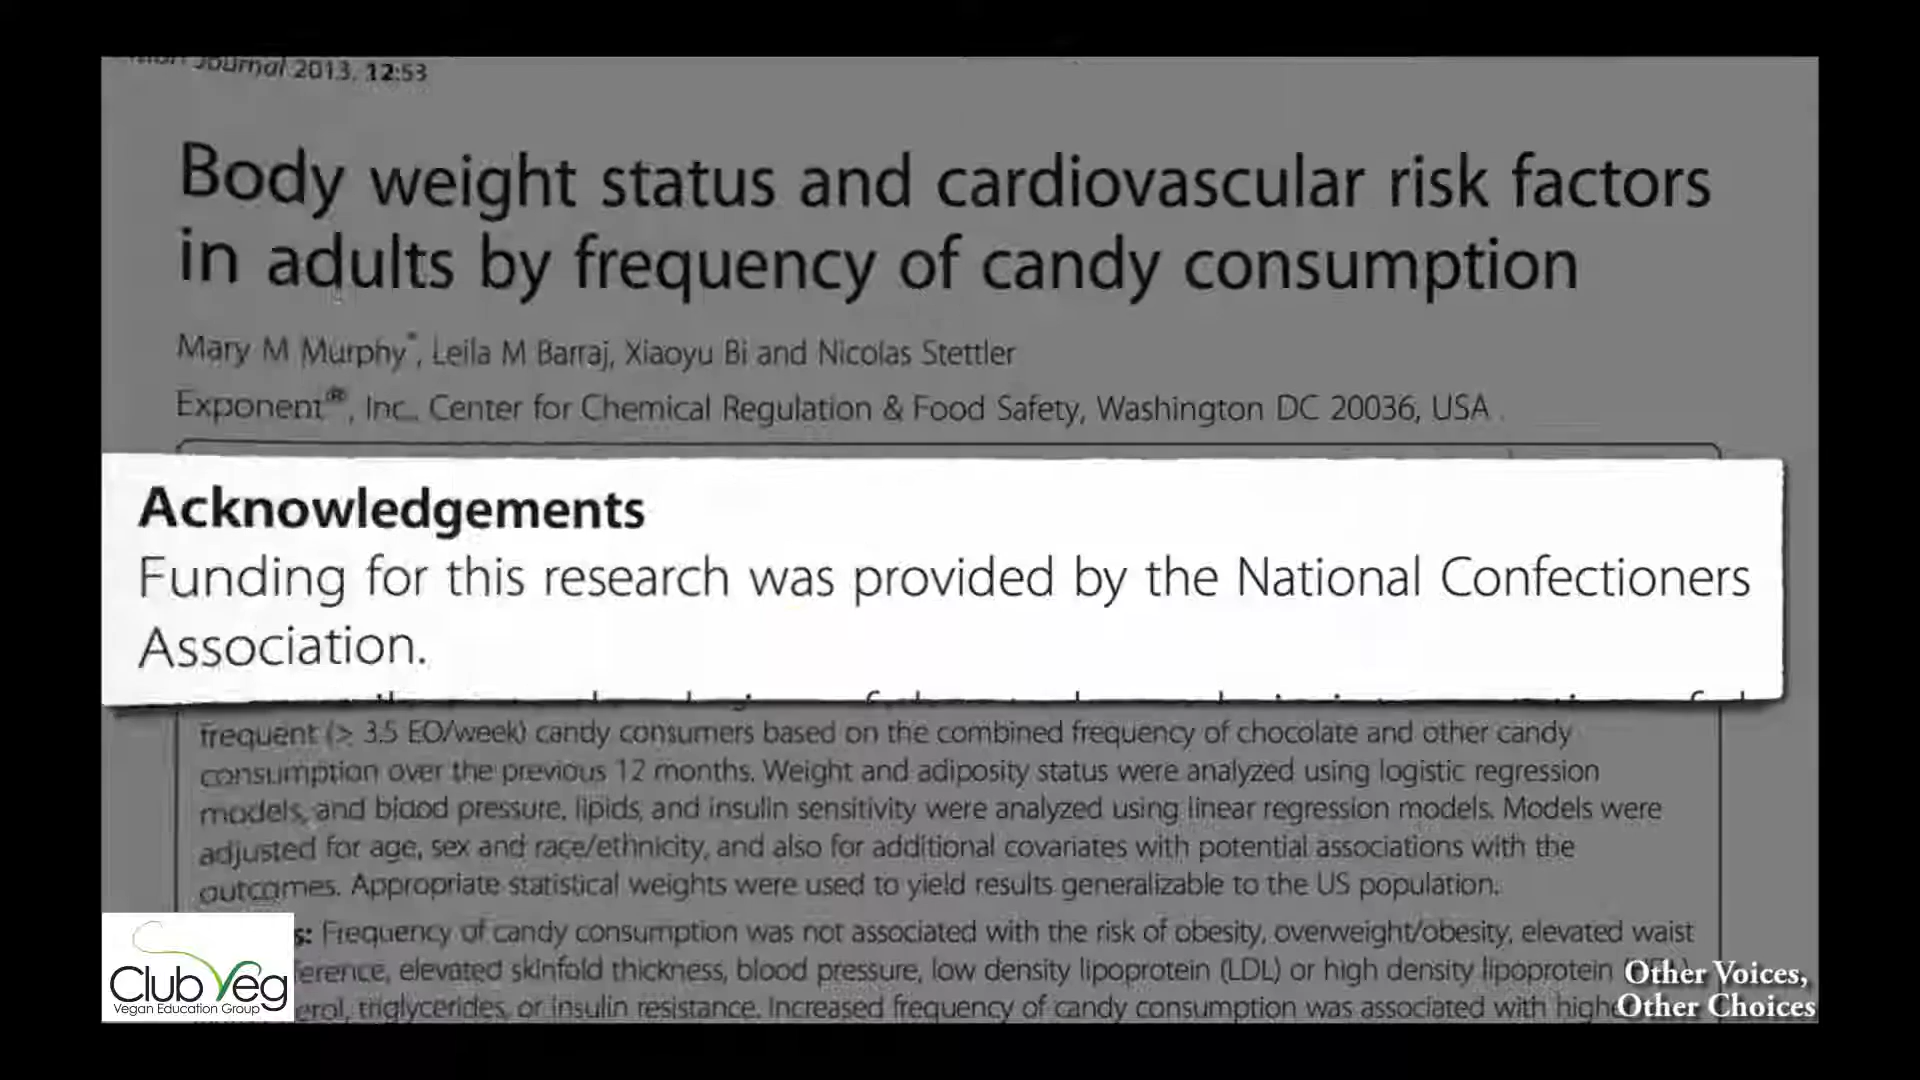 Journal 2013, 12:53
Body weight status and cardiovascular risk factors
in adults by frequency of candy consumption
Mary M Murphy*, Leila M Barraj, Xiaoyu Bi and Nicolas Stettler
Exponent®, Inc., Center for Chemical Regulation & Food Safety, Washington DC 20036, USA
Acknowledgements
Funding for this research was provided by the National Confectioners
Association.
frequent (> 3.5 EO/week) candy consumers based on the combined frequency of chocolate and other candy
consumption over the previous 12 months. Weight and adiposity status were analyzed using logistic regression
models, and blood pressure, lipids, and insulin sensitivity were analyzed using linear regression models. Models were
adjusted for age, sex and race/ethnicity, and also for additional covariates with potential associations with the
outcomes. Appropriate statistical weights were used to yield results generalizable to the US population.
s: Frequency of candy consumption was not associated with the risk of obesity, overweight/obesity, elevated waist
erence, elevated skinfold thickness, blood pressure, low density lipoprotein (LDL) or high density lipoprotein
erol, triglycerides, or insulin resistance. Increased frequency of candy consumption was associated with high
Club Veg
Vegan Education Group
Other Voices,
Other Choices